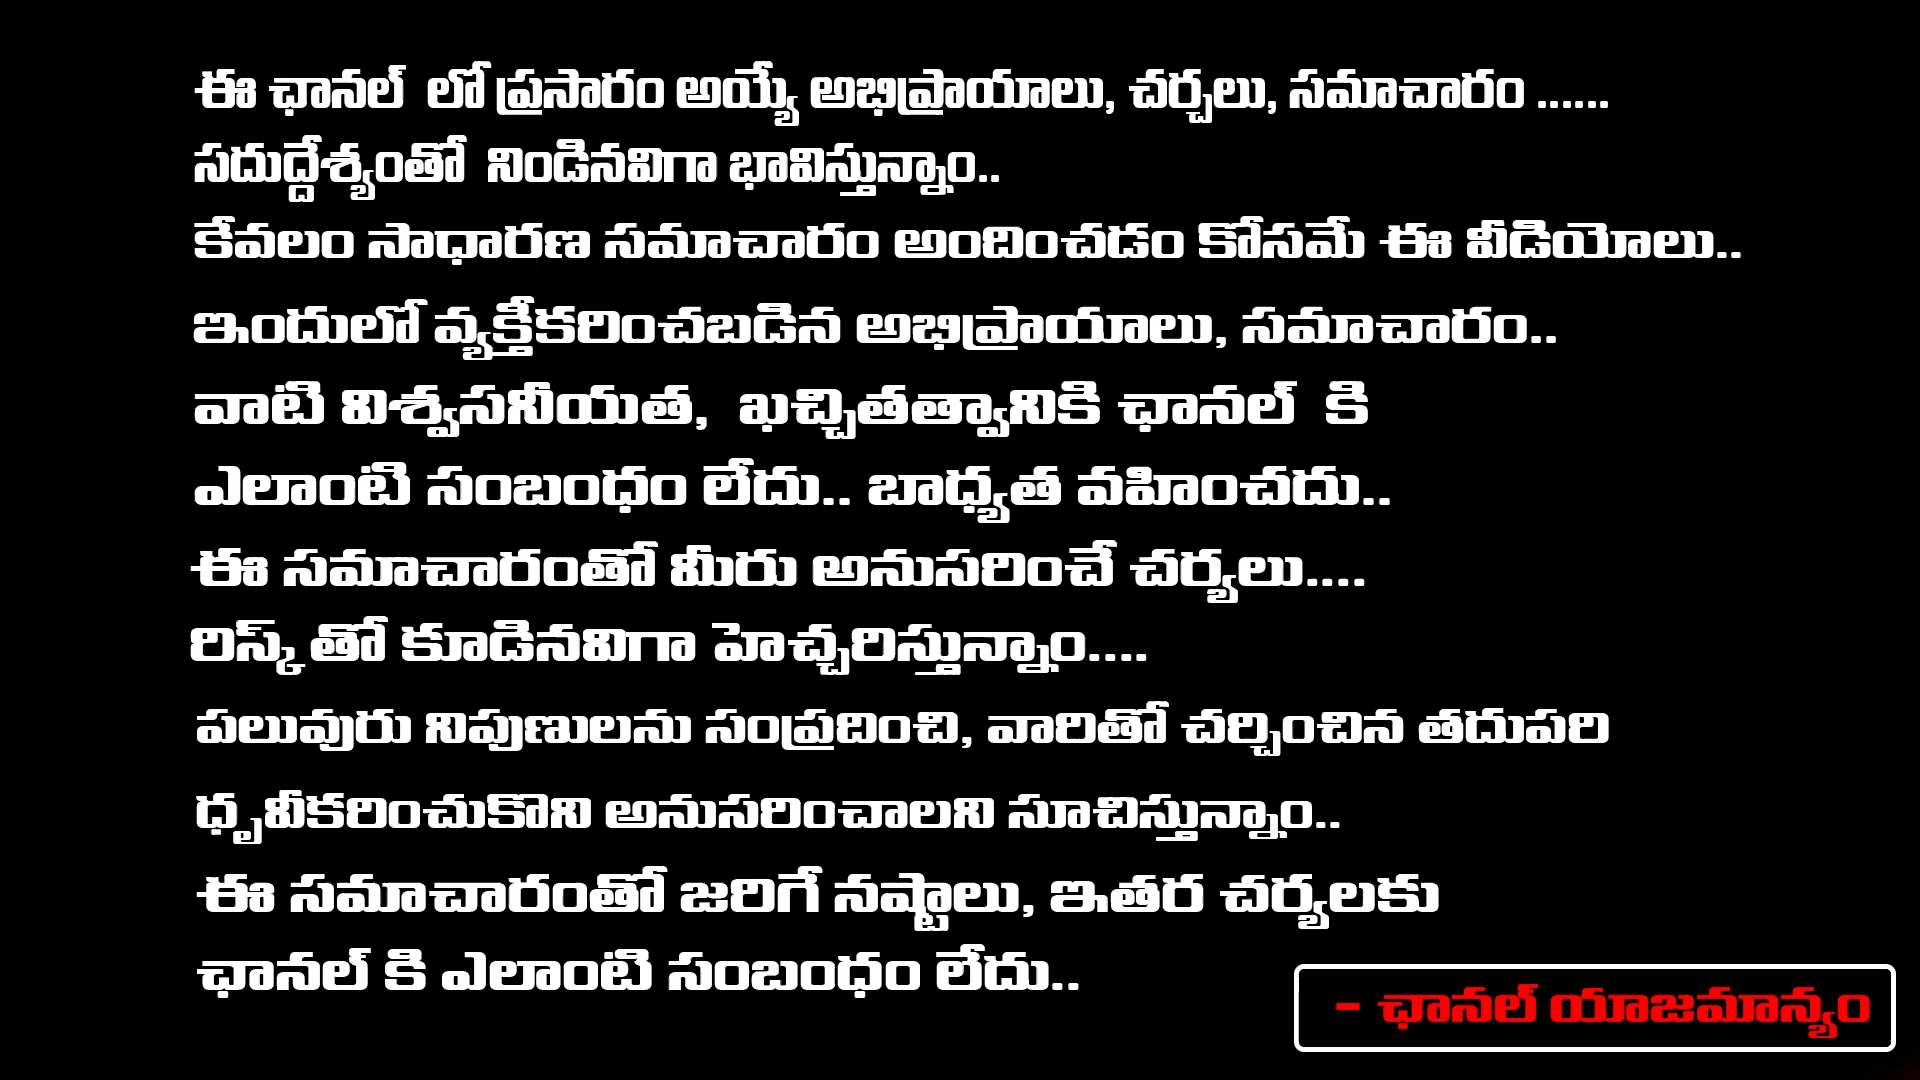 ఈ ఛానల్ లో ప్రసారం అయ్యే అభిప్రాయాలు, చర్చలు, సమాచారం ......
సదుద్దేశ్యంతో నిండినవిగా భావిస్తున్నాం..
కేవలం సాధారణ సమాచారం అందించడం కోసమే ఈ వీడియోలు..
ఇందులో వ్యక్తీకరించబడిన అభిప్రాయాలు, సమాచారం..
వాటి విశ్వసనీయత, ఖచ్చితత్వానికి ఛానల్ కి
ఎలాంటి సంబంధం లేదు.. బాధ్యత వహించదు..
ఈ సమాచారంతో మీరు అనుసరించే చర్యలు....
రిస్క్ తో కూడినవిగా హెచ్చరిస్తున్నాం....
పలువురు నిపుణులను సంప్రదించి, వారితో చర్చించిన తదుపరి
ధృవీకరించుకొని అనుసరించాలని సూచిస్తున్నాం..
ఈ సమాచారంతో జరిగే నష్టాలు, ఇతర చర్యలకు
ఛానల్ కి ఎలాంటి సంబంధం లేదు..
- ఛానల్ యాజమాన్యం